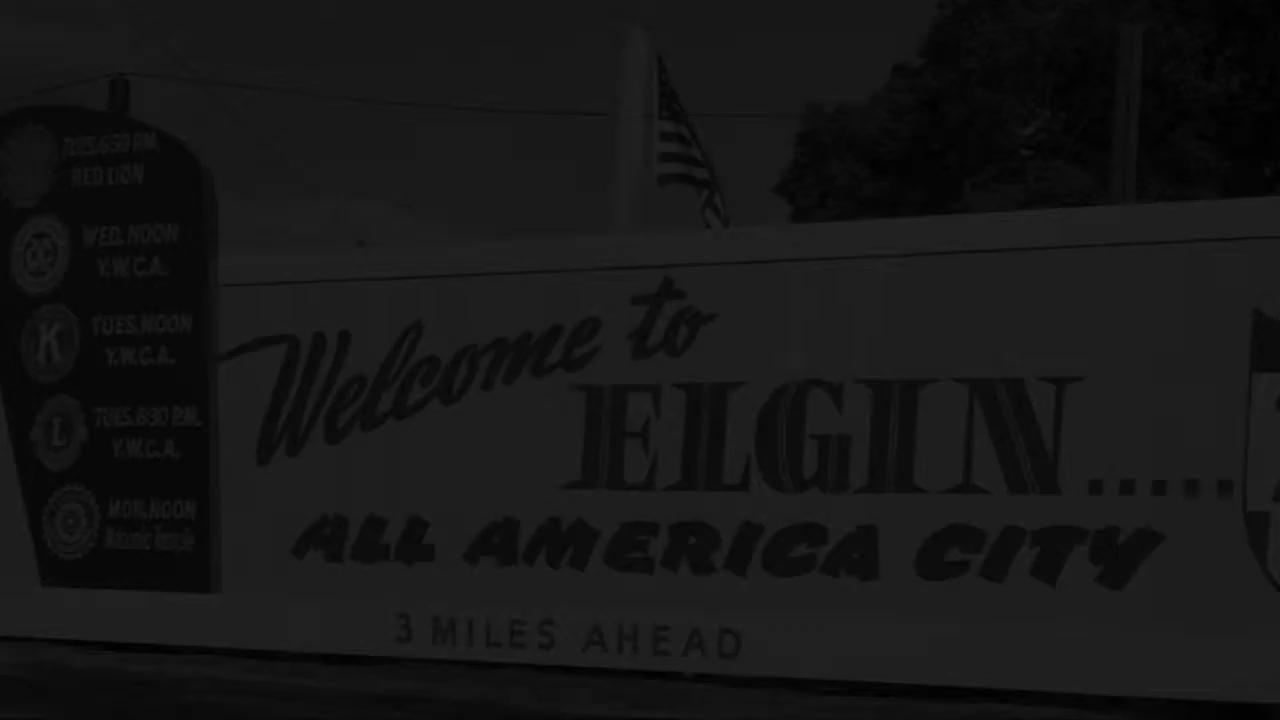 TUES. 6:30 P.M.
RED LION
OC
WED. NOON
Y.W.C.A.
K
TUES. NOON
Y.W.C.A.
L
TUES. 6:30 P.M.
Y.W.C.A.
MON. NOON
Masonic Temple
Welcome to
ELGIN.....
ALL AMERICA CITY
3 MILES AHEAD